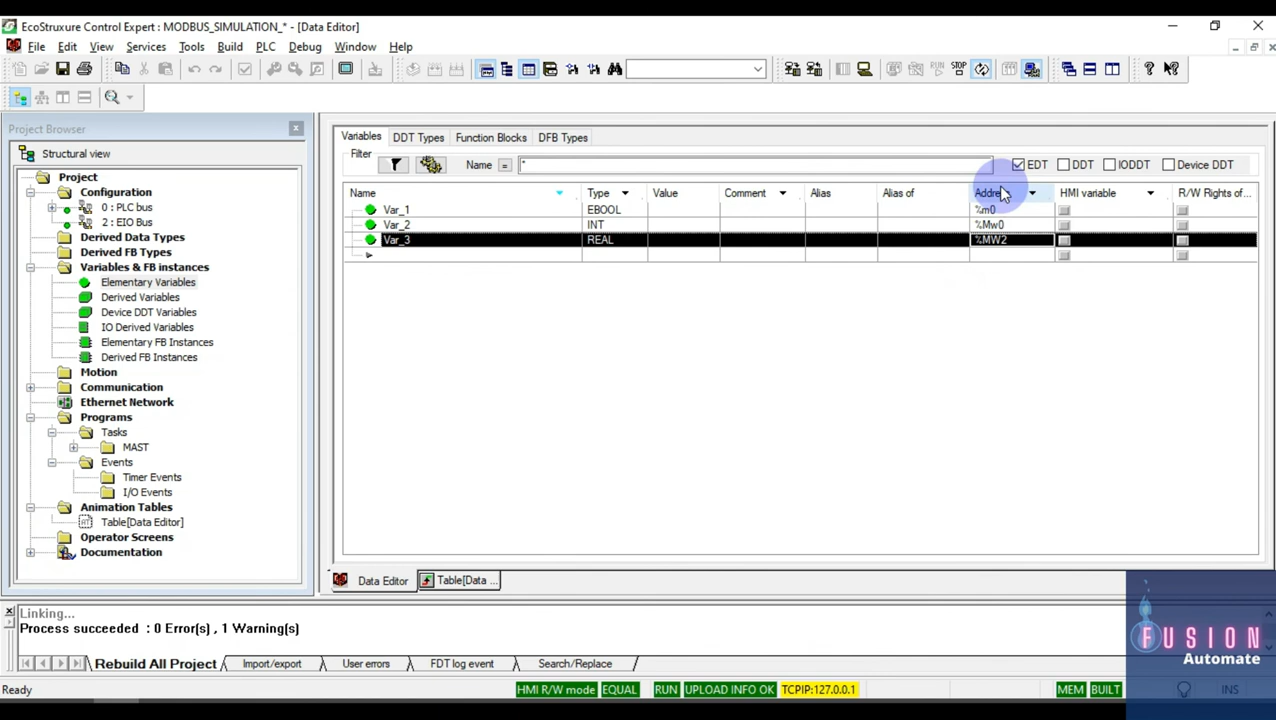 EcoStruxure Control Expert : MODBUS_SIMULATION_* - [Data Editor]
File Edit View Services Tools Build PLC Debug Window Help
RUN STOP
Project Browser
Structural view
Project
Configuration
0 : PLC bus
2 : EIO Bus
Derived Data Types
Derived FB Types
Variables & FB instances
Elementary Variables
Derived Variables
Device DDT Variables
IO Derived Variables
Elementary FB Instances
Derived FB Instances
Motion
Communication
Ethernet Network
Programs
Tasks
MAST
Events
Timer Events
I/O Events
Animation Tables
Table[Data Editor]
Operator Screens
Documentation
Variables DDT Types Function Blocks DFB Types
Filter
Name = * EDT DDT IODDT Device DDT
Name Type Value Comment Alias Alias of HMI variable R/W Rights of...
Var_1 EBOOL %m0
Var_2 INT %Mw0
Var_3 REAL %MW2
Data Editor Table[Data ...
Linking...
Process succeeded : 0 Error(s) , 1 Warning(s)
Rebuild All Project Import/export User errors FDT log event Search/Replace
FUSION
Automate
Ready HMI R/W mode EQUAL RUN UPLOAD INFO OK TCPIP:127.0.0.1 MEM BUILT INS